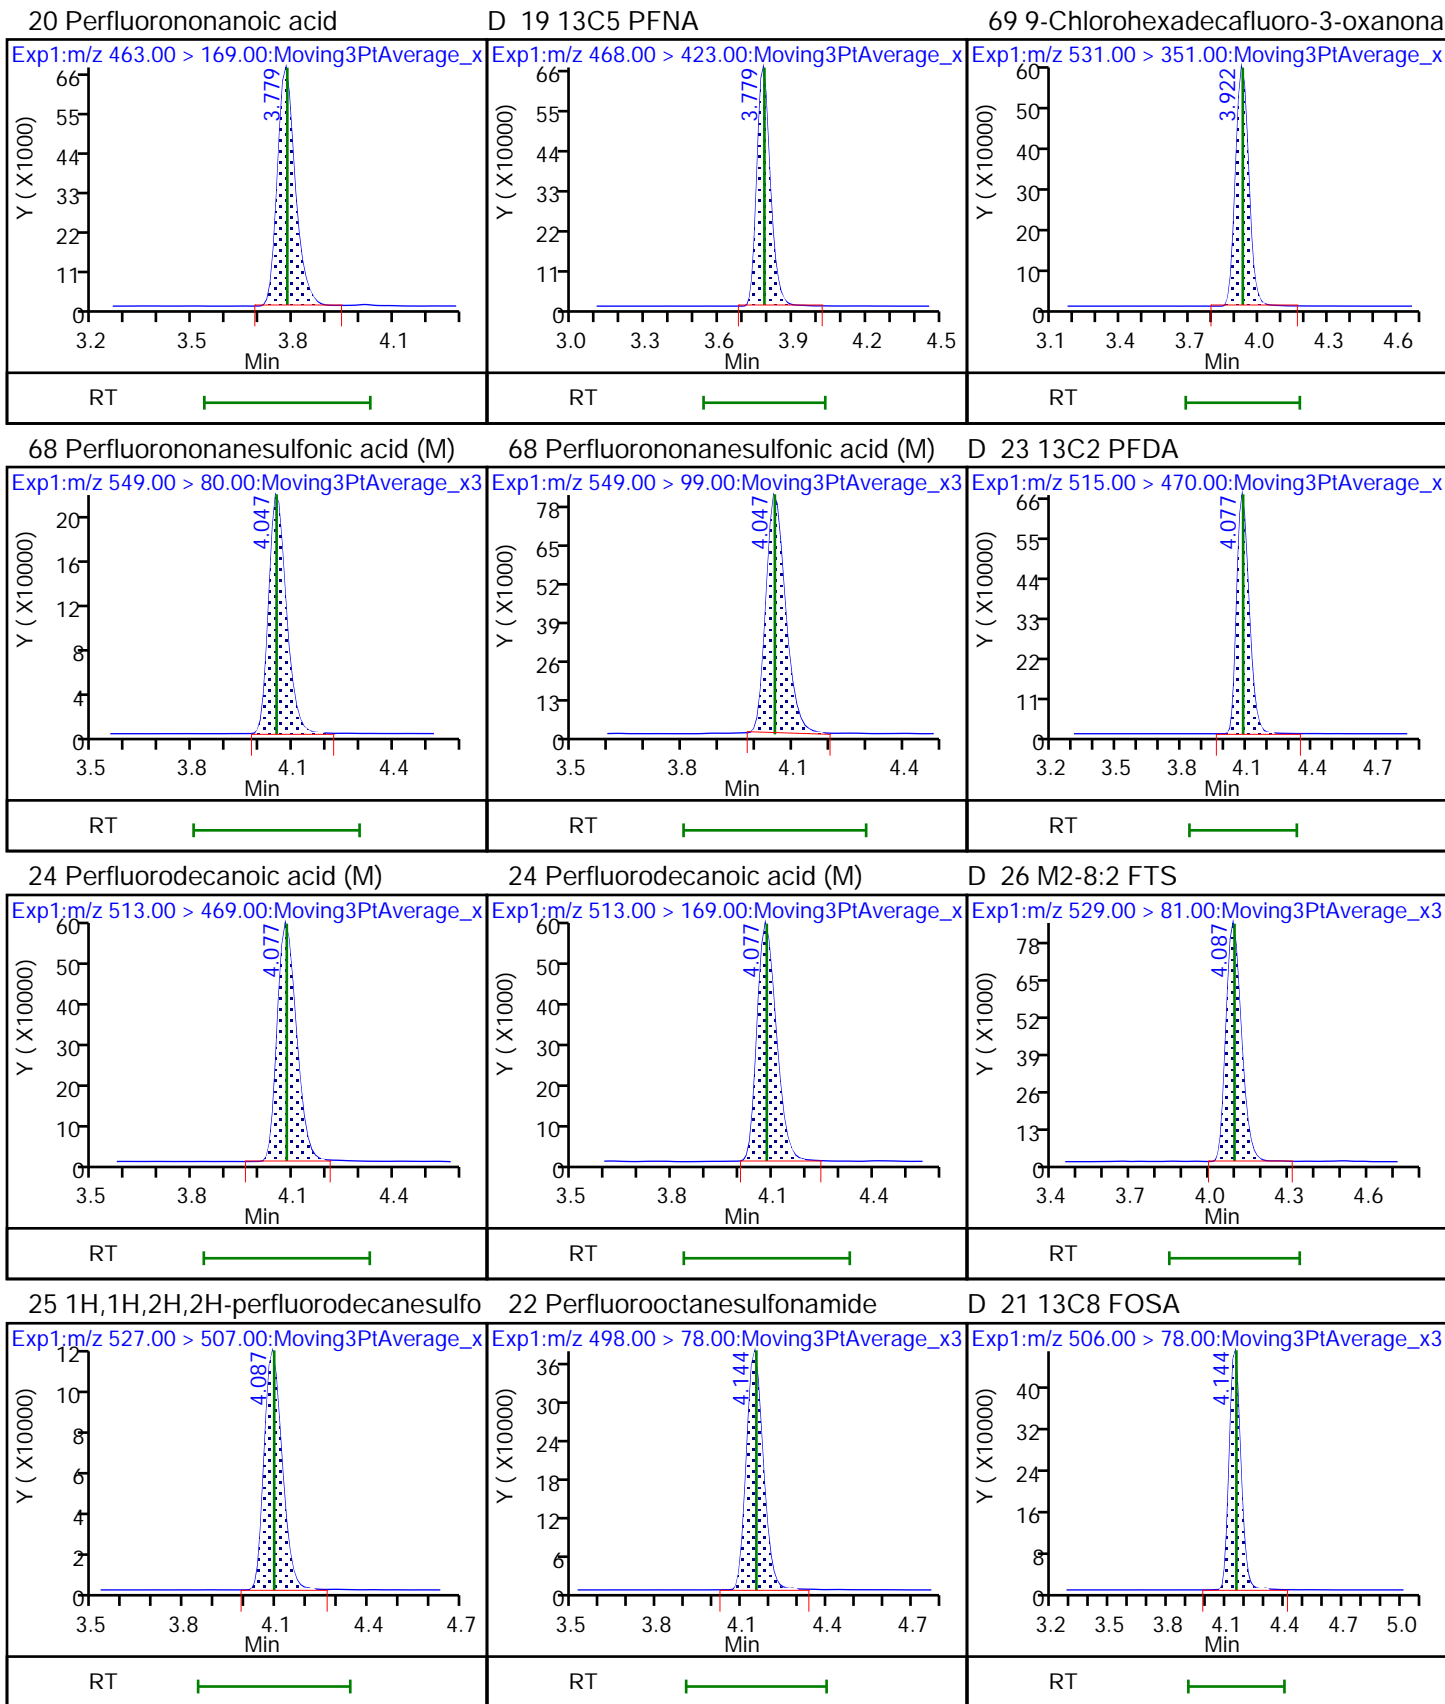 20 Perfluorononanoic acid
Exp1:m/z 463.00 > 169.00:Moving3PtAverage_x
3.779
Y ( X10000)
66
55
44
33
22
11
0
3.2 3.5 3.8 4.1
Min
RT
D 19 13C5 PFNA
Exp1:m/z 468.00 > 423.00:Moving3PtAverage_x
3.779
Y ( X10000)
66
55
44
33
22
11
0
3.0 3.3 3.6 3.9 4.2 4.5
Min
RT
69 9-Chlorohexadecafluoro-3-oxanona
Exp1:m/z 531.00 > 351.00:Moving3PtAverage_x
3.922
Y ( X10000)
60
50
40
30
20
10
0
3.1 3.4 3.7 4.0 4.3 4.6
Min
RT
68 Perfluorononanesulfonic acid (M)
Exp1:m/z 549.00 > 80.00:Moving3PtAverage_x3
4.047
Y ( X10000)
20
16
12
8
4
0
3.5 3.8 4.1 4.4
Min
RT
68 Perfluorononanesulfonic acid (M)
Exp1:m/z 549.00 > 99.00:Moving3PtAverage_x3
4.047
Y ( X1000)
78
65
52
39
26
13
0
3.5 3.8 4.1 4.4
Min
RT
D 23 13C2 PFDA
Exp1:m/z 515.00 > 470.00:Moving3PtAverage_x
4.077
Y ( X10000)
66
55
44
33
22
11
0
3.2 3.5 3.8 4.1 4.4 4.7
Min
RT
24 Perfluorodecanoic acid (M)
Exp1:m/z 513.00 > 469.00:Moving3PtAverage_x
4.077
Y ( X10000)
60
50
40
30
20
10
0
3.5 3.8 4.1 4.4
Min
RT
24 Perfluorodecanoic acid (M)
Exp1:m/z 513.00 > 169.00:Moving3PtAverage_x
4.077
Y ( X1000)
60
50
40
30
20
10
0
3.5 3.8 4.1 4.4
Min
RT
D 26 M2-8:2 FTS
Exp1:m/z 529.00 > 81.00:Moving3PtAverage_x3
4.087
Y ( X1000)
78
65
52
39
26
13
0
3.4 3.7 4.0 4.3 4.6
Min
RT
25 1H,1H,2H,2H-perfluorodecanesulfo
Exp1:m/z 527.00 > 507.00:Moving3PtAverage_x
4.087
Y ( X10000)
12
10
8
6
4
2
0
3.5 3.8 4.1 4.4 4.7
Min
RT
22 Perfluorooctanesulfonamide
Exp1:m/z 498.00 > 78.00:Moving3PtAverage_x3
4.144
Y ( X10000)
36
30
24
18
12
6
0
3.5 3.8 4.1 4.4 4.7
Min
RT
D 21 13C8 FOSA
Exp1:m/z 506.00 > 78.00:Moving3PtAverage_x3
4.144
Y ( X10000)
40
32
24
16
8
0
3.2 3.5 3.8 4.1 4.4 4.7 5.0
Min
RT